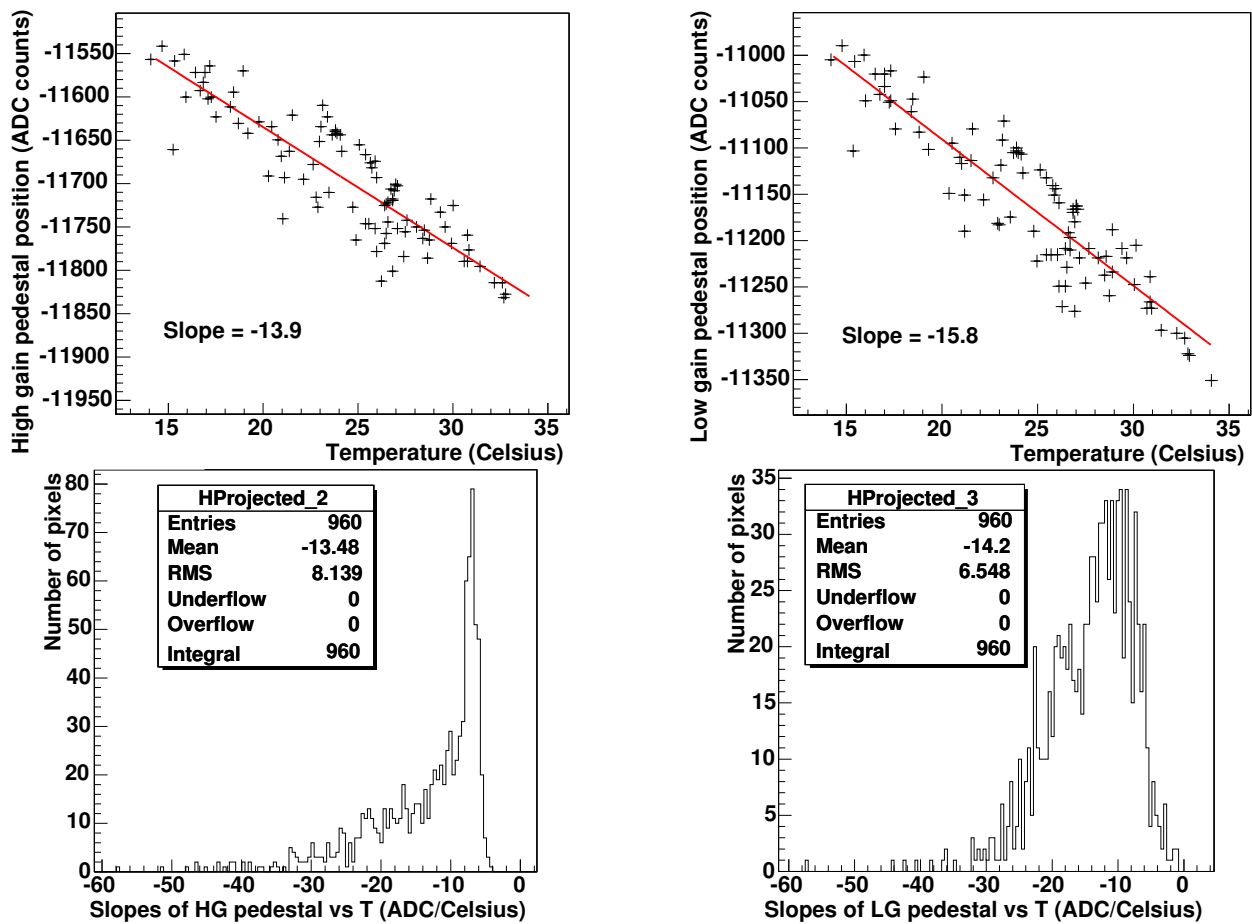 High gain pedestal position (ADC counts)
-11550
-11600
-11650
-11700
-11750
-11800
-11850
-11900
-11950
Slope = -13.9
15 20 25 30 35
Temperature (Celsius)
Low gain pedestal position (ADC counts)
-11000
-11050
-11100
-11150
-11200
-11250
-11300
-11350
Slope = -15.8
15 20 25 30 35
Temperature (Celsius)
Number of pixels
80
70
60
50
40
30
20
10
0
HProjected_2
Entries 960
Mean -13.48
RMS 8.139
Underflow 0
Overflow 0
Integral 960
-60 -50 -40 -30 -20 -10 0
Slopes of HG pedestal vs T (ADC/Celsius)
Number of pixels
35
30
25
20
15
10
5
0
HProjected_3
Entries 960
Mean -14.2
RMS 6.548
Underflow 0
Overflow 0
Integral 960
-60 -50 -40 -30 -20 -10 0
Slopes of LG pedestal vs T (ADC/Celsius)